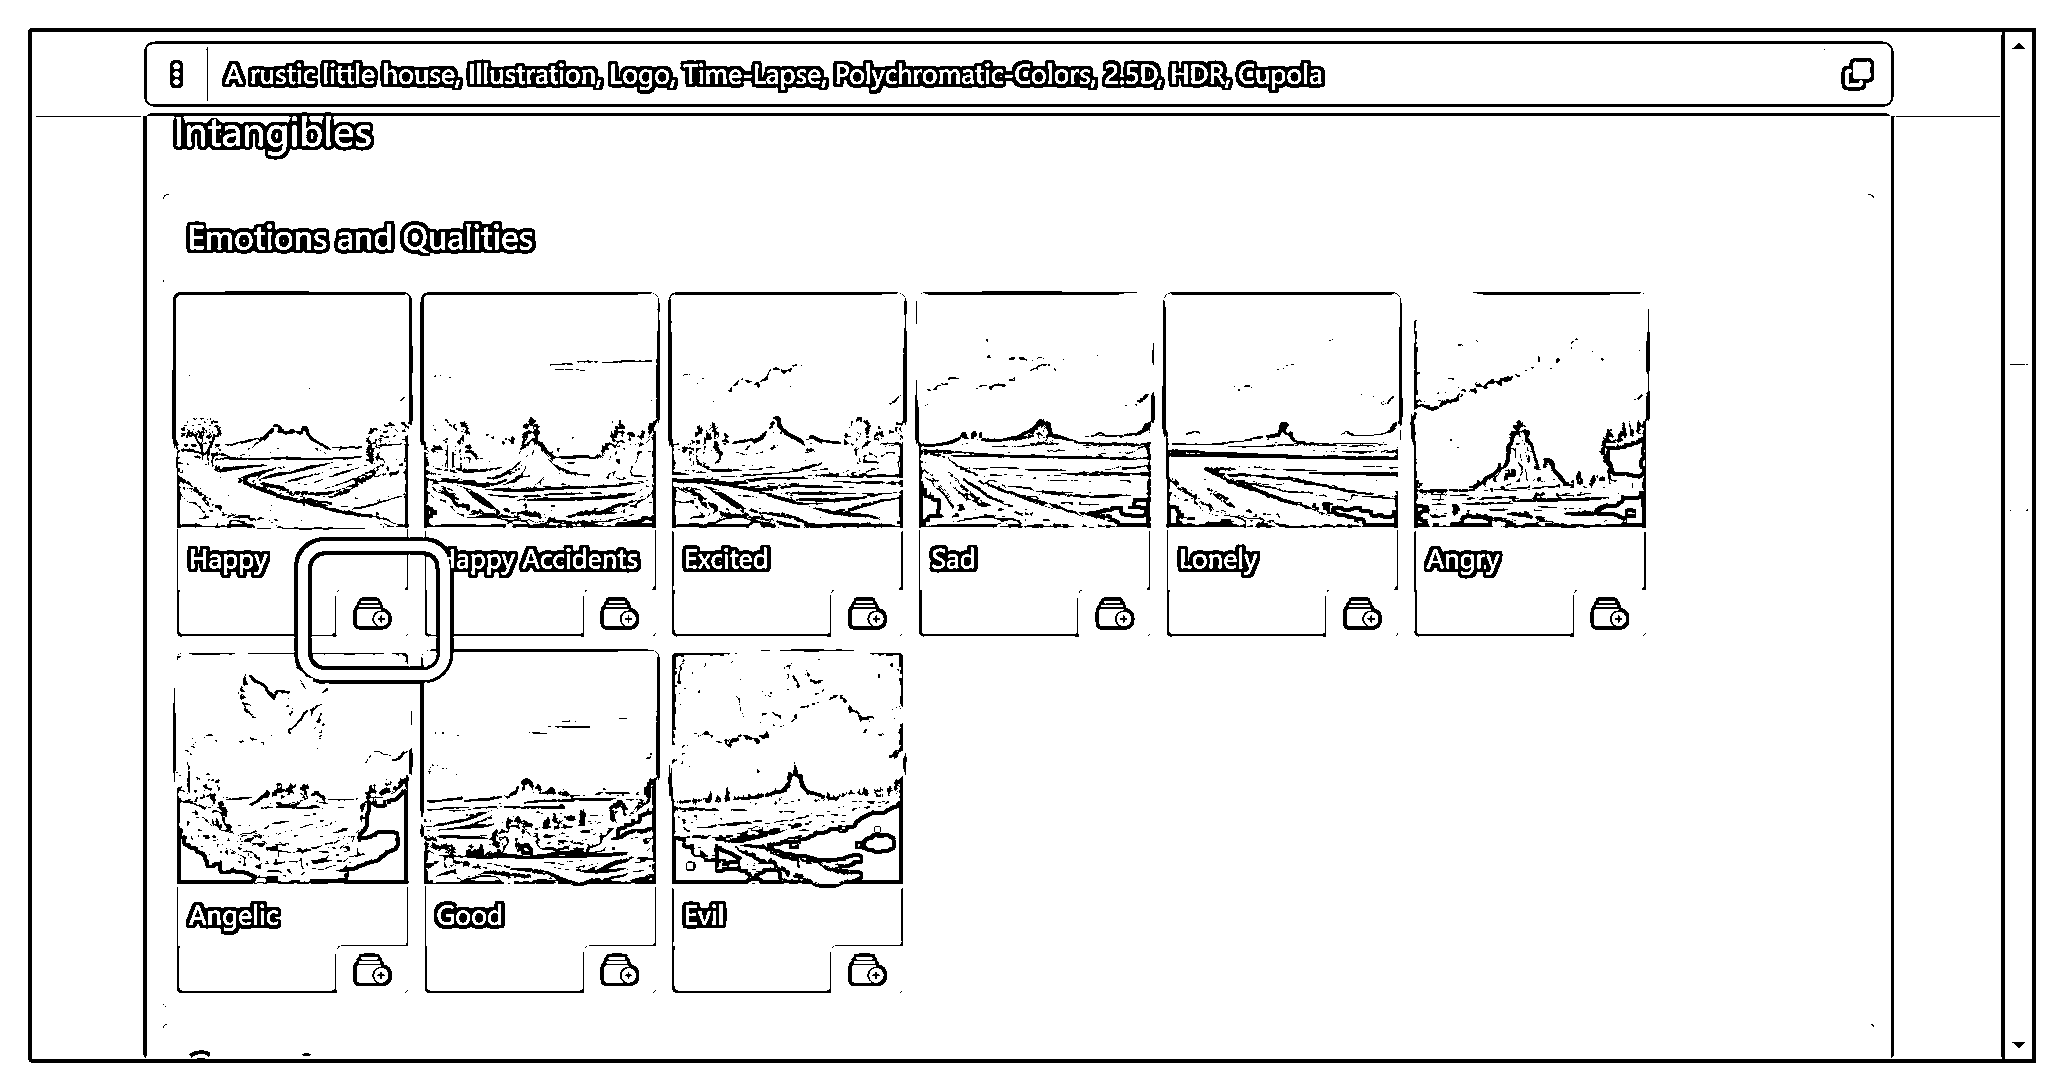 A rustic little house, Illustration, Logo, Time-Lapse, Polychromatic-Colors, 2.5D, HDR, Cupola
Intangibles
Emotions and Qualities
Happy
Happy Accidents
Excited
Sad
Lonely
Angry
Angelic
Good
Evil